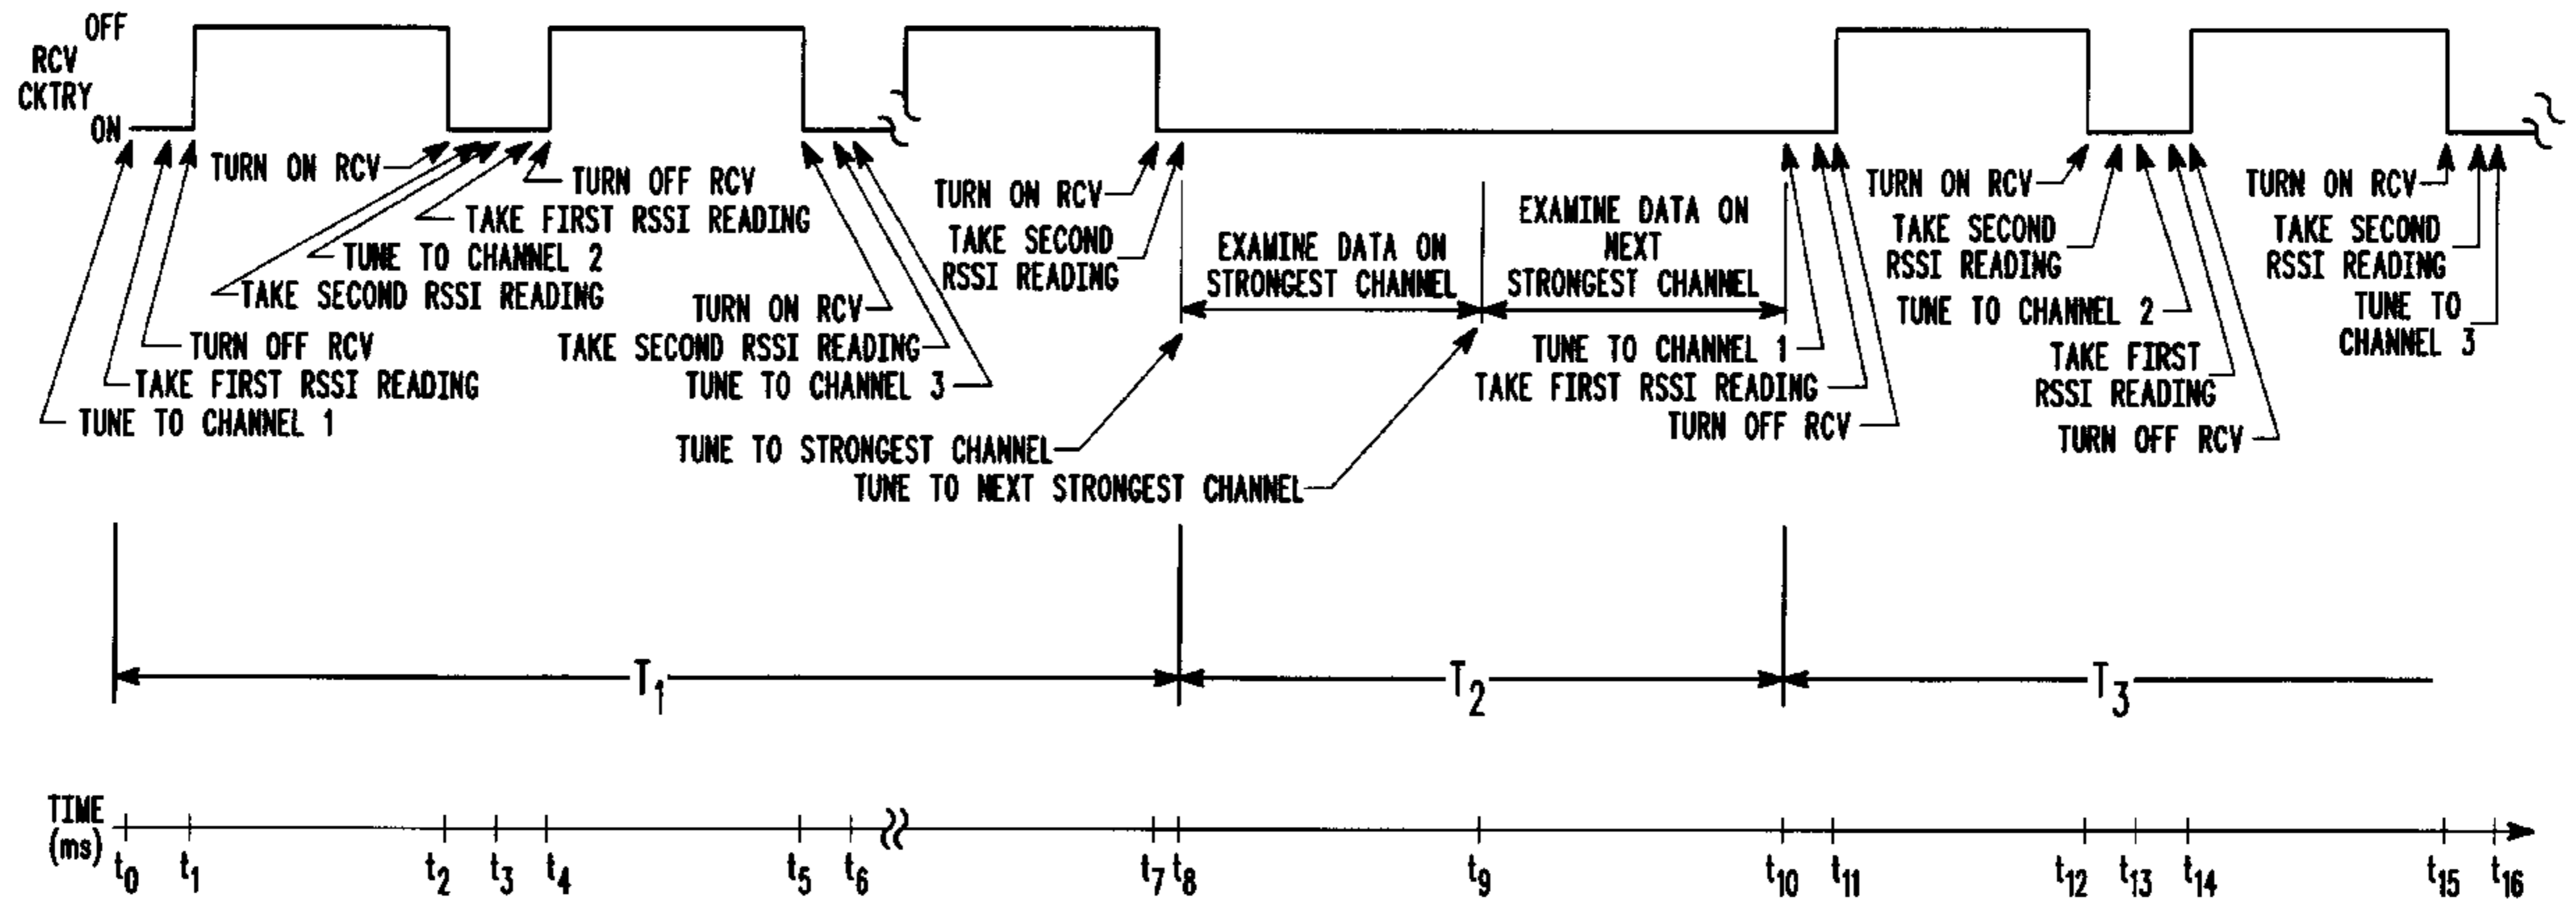 OFF
RCV
CKTRY
ON
TURN ON RCV
TURN OFF RCV
TAKE FIRST RSSI READING
TUNE TO CHANNEL 2
TAKE SECOND RSSI READING
TURN OFF RCV
TAKE FIRST RSSI READING
TUNE TO CHANNEL 1
TURN ON RCV
TAKE SECOND RSSI READING
TUNE TO CHANNEL 3
TURN ON RCV
TAKE SECOND
RSSI READING
EXAMINE DATA ON
STRONGEST CHANNEL
EXAMINE DATA ON
NEXT
STRONGEST CHANNEL
TUNE TO STRONGEST CHANNEL
TUNE TO NEXT STRONGEST CHANNEL
TUNE TO CHANNEL 1
TAKE FIRST RSSI READING
TURN OFF RCV
TURN ON RCV
TAKE SECOND
RSSI READING
TUNE TO CHANNEL 2
TAKE FIRST
RSSI READING
TURN OFF RCV
TURN ON RCV
TAKE SECOND
RSSI READING
TUNE TO
CHANNEL 3
T1 T2 T3
TIME
(ms)
t0 t1 t2 t3 t4 t5 t6 t7 t8 t9 t10 t11 t12 t13 t14 t15 t16